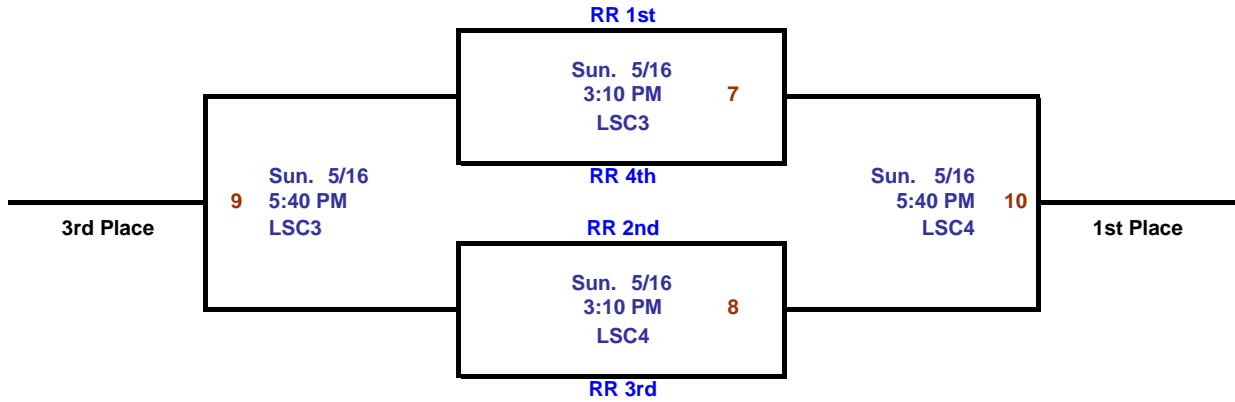 RR 1st
Sun. 5/16
3:10 PM 7
LSC3
RR 4th
Sun. 5/16
9 5:40 PM
LSC3
3rd Place
Sun. 5/16
5:40 PM 10
LSC4
1st Place
RR 2nd
Sun. 5/16
3:10 PM 8
LSC4
RR 3rd